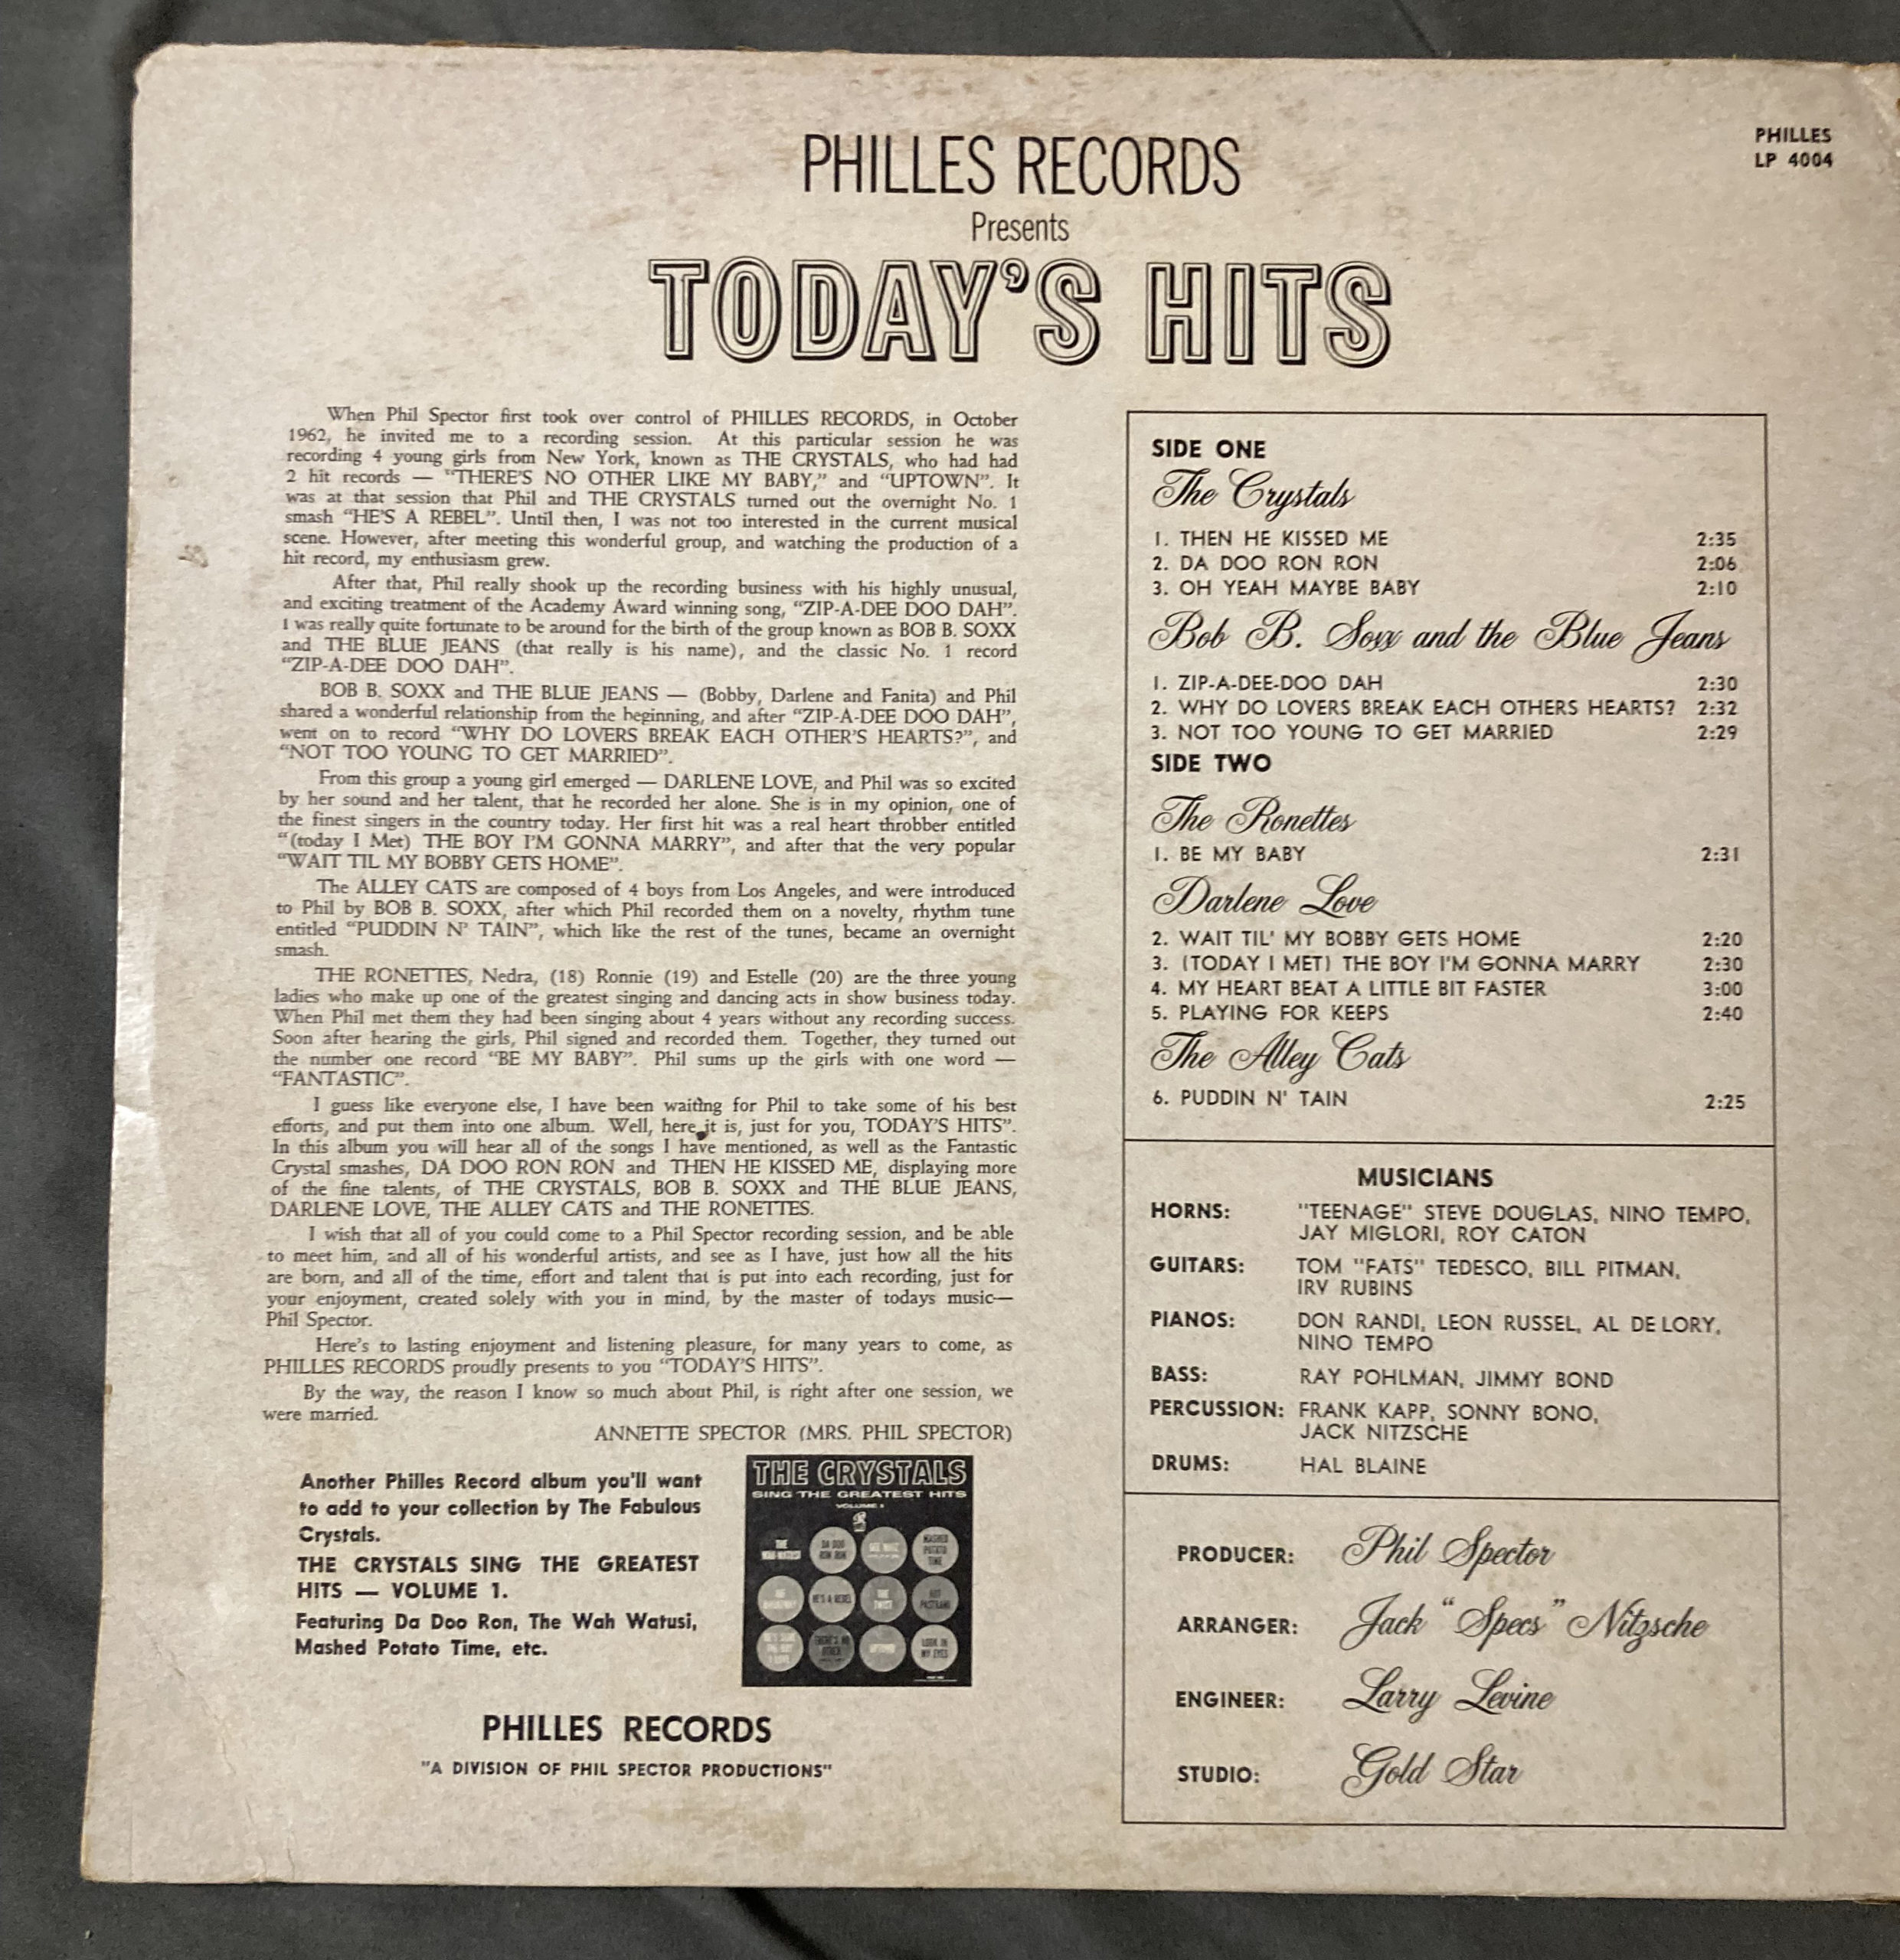 PHILLES RECORDS
PHILLES
LP 4004
Presents
TODAY'S HITS
When Phil Spector first took over control of PHILLES RECORDS, in October
1962, he invited me to a recording session. At this particular session he was
recording 4 young girls from New York, known as THE CRYSTALS, who had had
2 hit records — "THERE'S NO OTHER LIKE MY BABY," and "UPTOWN". It
was at that session that Phil and THE CRYSTALS turned out the overnight No. 1
smash "HE'S A REBEL". Until then, I was not too interested in the current musical
scene. However, after meeting this wonderful group, and watching the production of a
hit record, my enthusiasm grew.
After that, Phil really shook up the recording business with his highly unusual,
and exciting treatment of the Academy Award winning song, "ZIP-A-DEE DOO DAH".
I was really quite fortunate to be around for the birth of the group known as BOB B. SOXX
and THE BLUE JEANS (that really is his name), and the classic No. 1 record
"ZIP-A-DEE DOO DAH".
BOB B. SOXX and THE BLUE JEANS — (Bobby, Darlene and Fanita) and Phil
shared a wonderful relationship from the beginning, and after "ZIP-A-DEE DOO DAH",
went on to record "WHY DO LOVERS BREAK EACH OTHER'S HEARTS?", and
"NOT TOO YOUNG TO GET MARRIED".
From this group a young girl emerged — DARLENE LOVE, and Phil was so excited
by her sound and her talent, that he recorded her alone. She is in my opinion, one of
the finest singers in the country today. Her first hit was a real heart throbber entitled
"(today I Met) THE BOY I'M GONNA MARRY", and after that the very popular
"WAIT TIL MY BOBBY GETS HOME".
The ALLEY CATS are composed of 4 boys from Los Angeles, and were introduced
to Phil by BOB B. SOXX, after which Phil recorded them on a novelty, rhythm tune
entitled "PUDDIN N' TAIN", which like the rest of the tunes, became an overnight
smash.
THE RONETTES, Nedra, (18) Ronnie (19) and Estelle (20) are the three young
ladies who make up one of the greatest singing and dancing acts in show business today.
When Phil met them they had been singing about 4 years without any recording success.
Soon after hearing the girls, Phil signed and recorded them. Together, they turned out
the number one record "BE MY BABY". Phil sums up the girls with one word —
"FANTASTIC".
I guess like everyone else, I have been waiting for Phil to take some of his best
efforts, and put them into one album. Well, here it is, just for you, TODAY'S HITS".
In this album you will hear all of the songs I have mentioned, as well as the Fantastic
Crystal smashes, DA DOO RON RON and THEN HE KISSED ME, displaying more
of the fine talents, of THE CRYSTALS, BOB B. SOXX and THE BLUE JEANS,
DARLENE LOVE, THE ALLEY CATS and THE RONETTES.
I wish that all of you could come to a Phil Spector recording session, and be able
to meet him, and all of his wonderful artists, and see as I have, just how all the hits
are born, and all of the time, effort and talent that is put into each recording, just for
your enjoyment, created solely with you in mind, by the master of todays music—
Phil Spector.
Here's to lasting enjoyment and listening pleasure, for many years to come, as
PHILLES RECORDS proudly presents to you "TODAY'S HITS".
By the way, the reason I know so much about Phil, is right after one session, we
were married.
ANNETTE SPECTOR (MRS. PHIL SPECTOR)
Another Philles Record album you'll want
to add to your collection by The Fabulous
Crystals.
THE CRYSTALS SING THE GREATEST
HITS — VOLUME 1.
Featuring Da Doo Ron, The Wah Watusi,
Mashed Potato Time, etc.
THE CRYSTALS
SING THE GREATEST HITS
VOLUME 1
DA DOO
RON RON
MASHED
POTATO
TIME
HE'S A REBEL
THE
TWIST
THERE'S NO
OTHER
UPTOWN
LOOK IN
MY EYES
PHILLES RECORDS
"A DIVISION OF PHIL SPECTOR PRODUCTIONS"
SIDE ONE
The Crystals
1. THEN HE KISSED ME 2:35
2. DA DOO RON RON 2:06
3. OH YEAH MAYBE BABY 2:10
Bob B. Soxx and the Blue Jeans
1. ZIP-A-DEE-DOO DAH 2:30
2. WHY DO LOVERS BREAK EACH OTHERS HEARTS? 2:32
3. NOT TOO YOUNG TO GET MARRIED 2:29
SIDE TWO
The Ronettes
1. BE MY BABY 2:31
Darlene Love
2. WAIT TIL' MY BOBBY GETS HOME 2:20
3. (TODAY I MET) THE BOY I'M GONNA MARRY 2:30
4. MY HEART BEAT A LITTLE BIT FASTER 3:00
5. PLAYING FOR KEEPS 2:40
The Alley Cats
6. PUDDIN N' TAIN 2:25
MUSICIANS
HORNS: "TEENAGE" STEVE DOUGLAS, NINO TEMPO,
JAY MIGLORI, ROY CATON
GUITARS: TOM "FATS" TEDESCO, BILL PITMAN,
IRV RUBINS
PIANOS: DON RANDI, LEON RUSSEL, AL DE LORY,
NINO TEMPO
BASS: RAY POHLMAN, JIMMY BOND
PERCUSSION: FRANK KAPP, SONNY BONO,
JACK NITZSCHE
DRUMS: HAL BLAINE
PRODUCER: Phil Spector
ARRANGER: Jack "Specs" Nitzsche
ENGINEER: Larry Levine
STUDIO: Gold Star